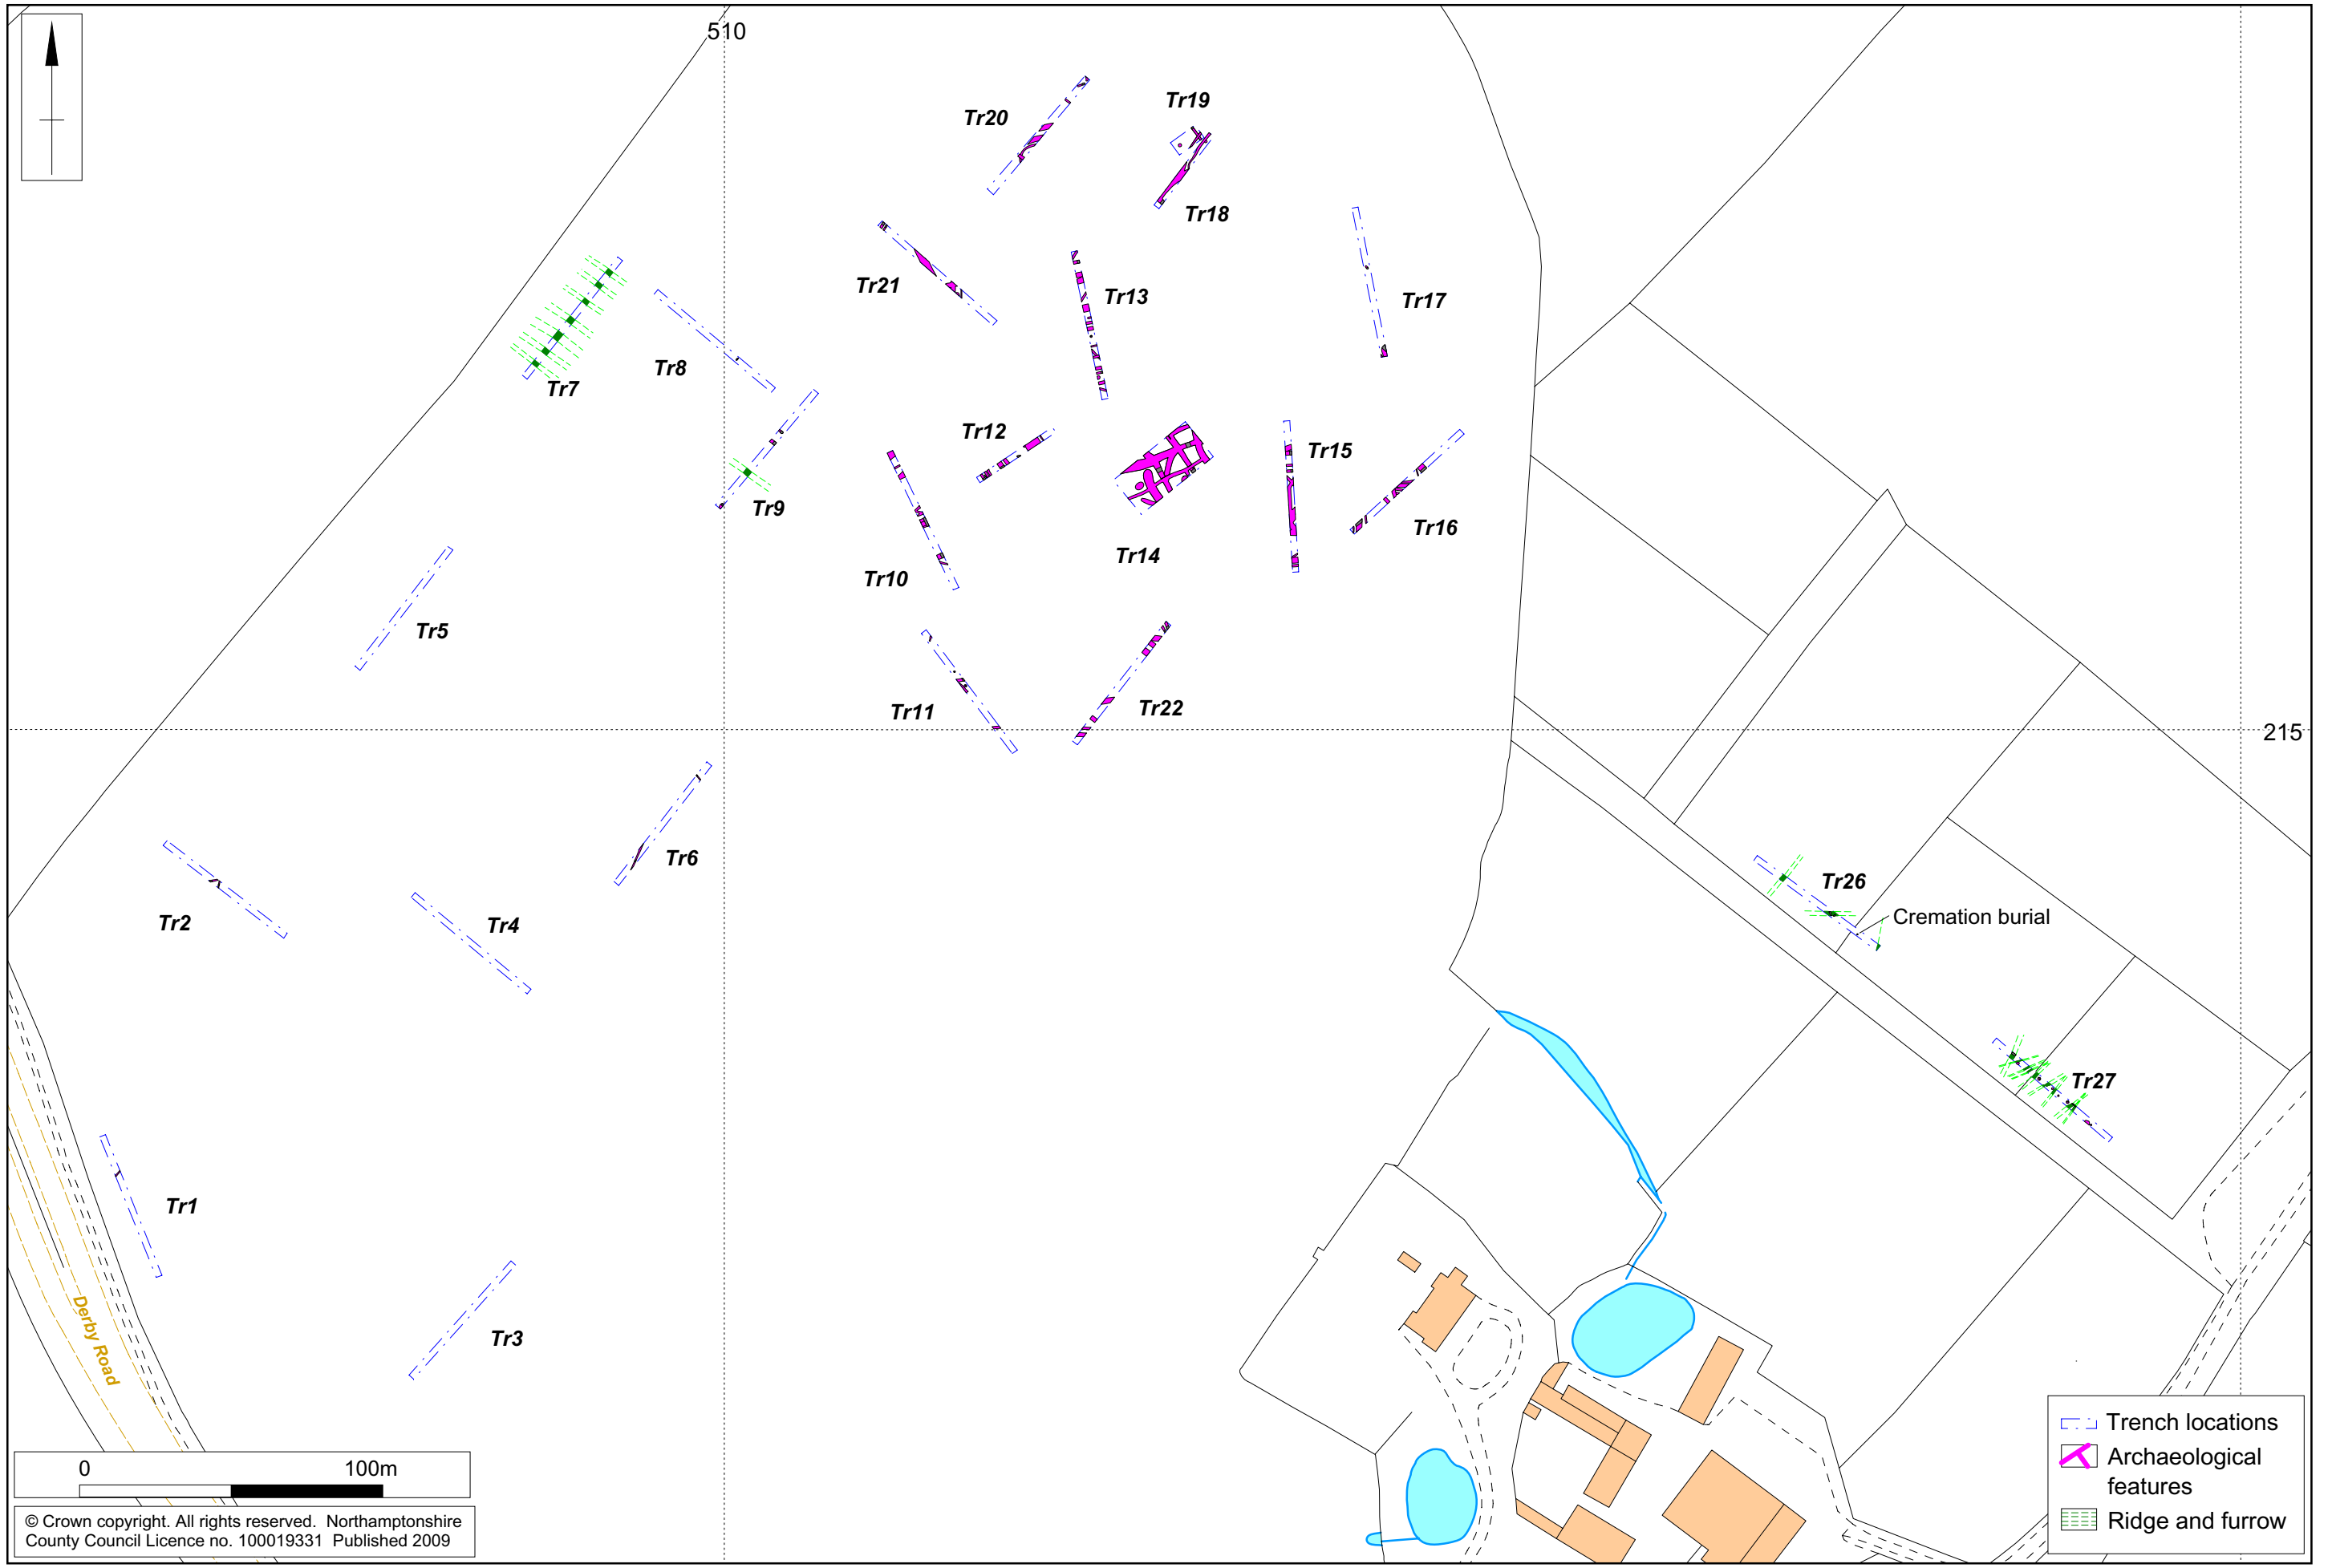 510
Tr20
Tr19
Tr18
Tr21
Tr13
Tr17
Tr8
Tr7
Tr12
Tr15
Tr9
Tr16
Tr14
Tr10
Tr5
Tr11
Tr22
215
Tr6
Tr26
Cremation burial
Tr2
Tr4
Tr27
Tr1
Tr3
Derby Road
0 100m
© Crown copyright. All rights reserved. Northamptonshire
County Council Licence no. 100019331 Published 2009
Trench locations
Archaeological
features
Ridge and furrow